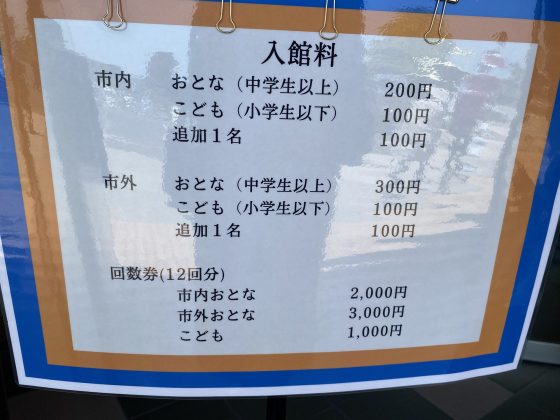 入館料
市内 おとな（中学生以上） 200円
こども（小学生以下） 100円
追加１名 100円
市外 おとな（中学生以上） 300円
こども（小学生以下） 100円
追加１名 100円
回数券(12回分)
市内おとな 2,000円
市外おとな 3,000円
こども 1,000円